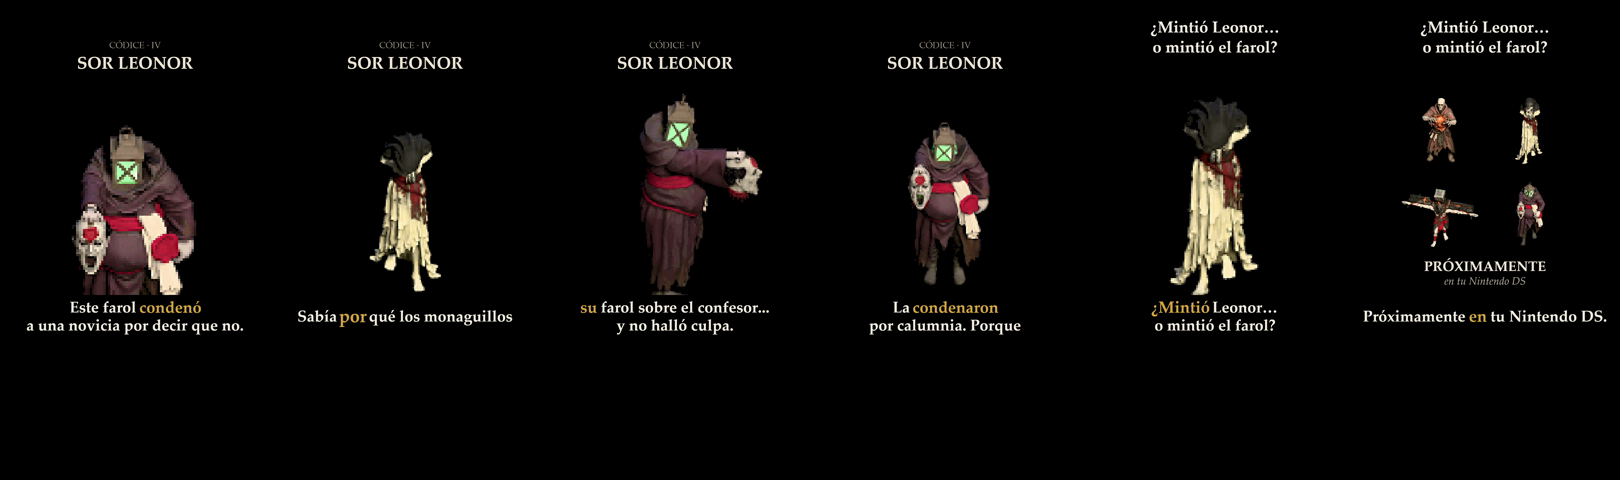 CÓDICE · IV
SOR LEONOR
Este farol condenó
a una novicia por decir que no.
CÓDICE · IV
SOR LEONOR
Sabía por qué los monaguillos
CÓDICE · IV
SOR LEONOR
su farol sobre el confesor...
y no halló culpa.
CÓDICE · IV
SOR LEONOR
La condenaron
por calumnia. Porque
¿Mintió Leonor…
o mintió el farol?
¿Mintió Leonor…
o mintió el farol?
¿Mintió Leonor…
o mintió el farol?
PRÓXIMAMENTE
en tu Nintendo DS
Próximamente en tu Nintendo DS.